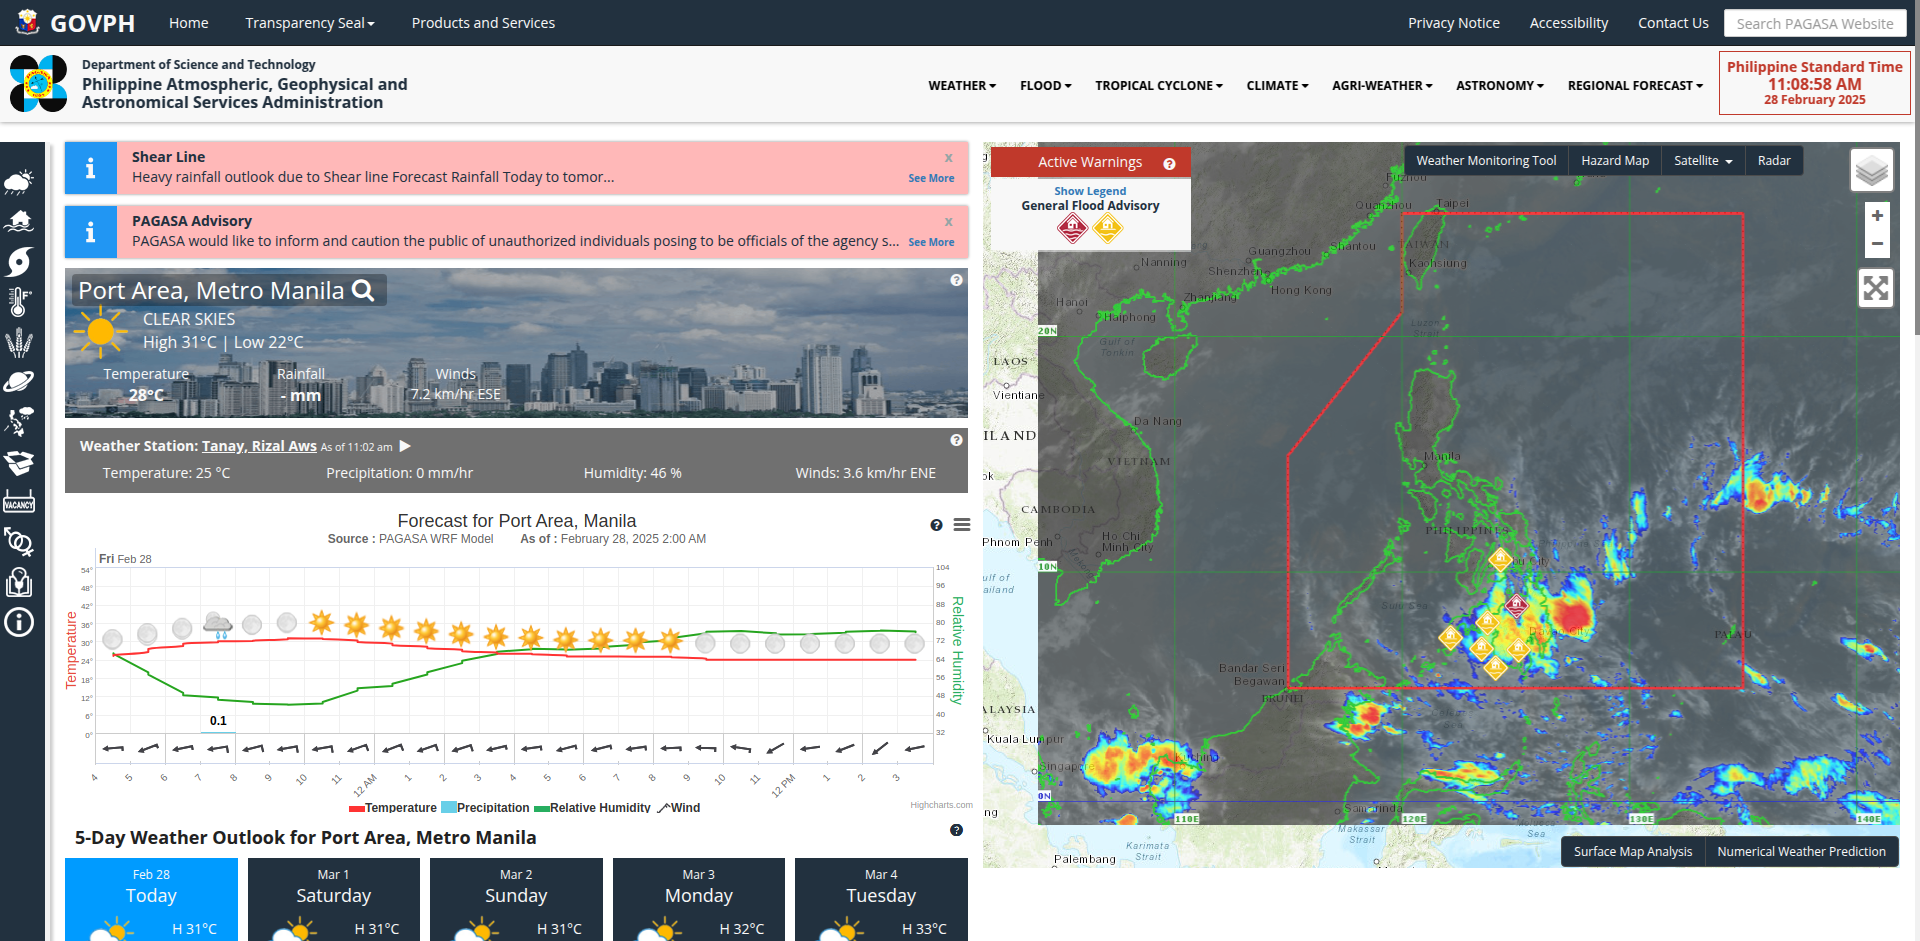 GOVPH
Home
Transparency Seal
Products and Services
Privacy Notice
Accessibility
Contact Us
Search PAGASA Website
Department of Science and Technology
Philippine Atmospheric, Geophysical and
Astronomical Services Administration
WEATHER
FLOOD
TROPICAL CYCLONE
CLIMATE
AGRI-WEATHER
ASTRONOMY
REGIONAL FORECAST
Philippine Standard Time
11:08:58 AM
28 February 2025
Shear Line
x
Heavy rainfall outlook due to Shear line Forecast Rainfall Today to tomor...
See More
PAGASA Advisory
x
PAGASA would like to inform and caution the public of unauthorized individuals posing to be officials of the agency s...
See More
Port Area, Metro Manila
CLEAR SKIES
High 31°C | Low 22°C
Temperature
Rainfall
Winds
28°C
- mm
7.2 km/hr ESE
Weather Station: Tanay, Rizal Aws As of 11:02 am
Temperature: 25 °C
Precipitation: 0 mm/hr
Humidity: 46 %
Winds: 3.6 km/hr ENE
Forecast for Port Area, Manila
Source : PAGASA WRF Model As of : February 28, 2025 2:00 AM
Fri Feb 28
54°
48°
42°
36°
30°
24°
18°
12°
6°
0°
Temperature
104
96
88
80
72
64
56
48
40
32
Relative Humidity
0.1
4 5 6 7 8 9 10 11 12 AM 1 2 3 4 5 6 7 8 9 10 11 12 PM 1 2 3
Temperature Precipitation Relative Humidity Wind
Highcharts.com
5-Day Weather Outlook for Port Area, Metro Manila
Feb 28
Today
H 31°C
Mar 1
Saturday
H 31°C
Mar 2
Sunday
H 31°C
Mar 3
Monday
H 32°C
Mar 4
Tuesday
H 33°C
VACANCY
Active Warnings
Show Legend
General Flood Advisory
Weather Monitoring Tool
Hazard Map
Satellite
Radar
+
−
Fuzhou
Quanzhou
Taipei
Shantou
TAIWAN
Guangzhou
Kaohsiung
Nanning
Shenzhen
Hong Kong
Zhanjiang
Hanoi
Haiphong
20N
Luzon
Strait
Gulf of
Tonkin
LAOS
Vientiane
Da Nang
ILAND
Manila
VIETNAM
ok
CAMBODIA
PHILIPPINES
Ho Chi
Minh City
Phnom Penh
bu City
10N
ulf of
ailand
Sulu Sea
Davao City
PALAU
Bandar Seri
Begawan
BRUNEI
ALAYSIA
Kuala Lumpur
Kuching
Singapore
0N
ng
Samarinda
110E
120E
130E
140E
Makassar
Strait
Molucca
Sea
Karimata
Strait
Palembang
Surface Map Analysis
Numerical Weather Prediction